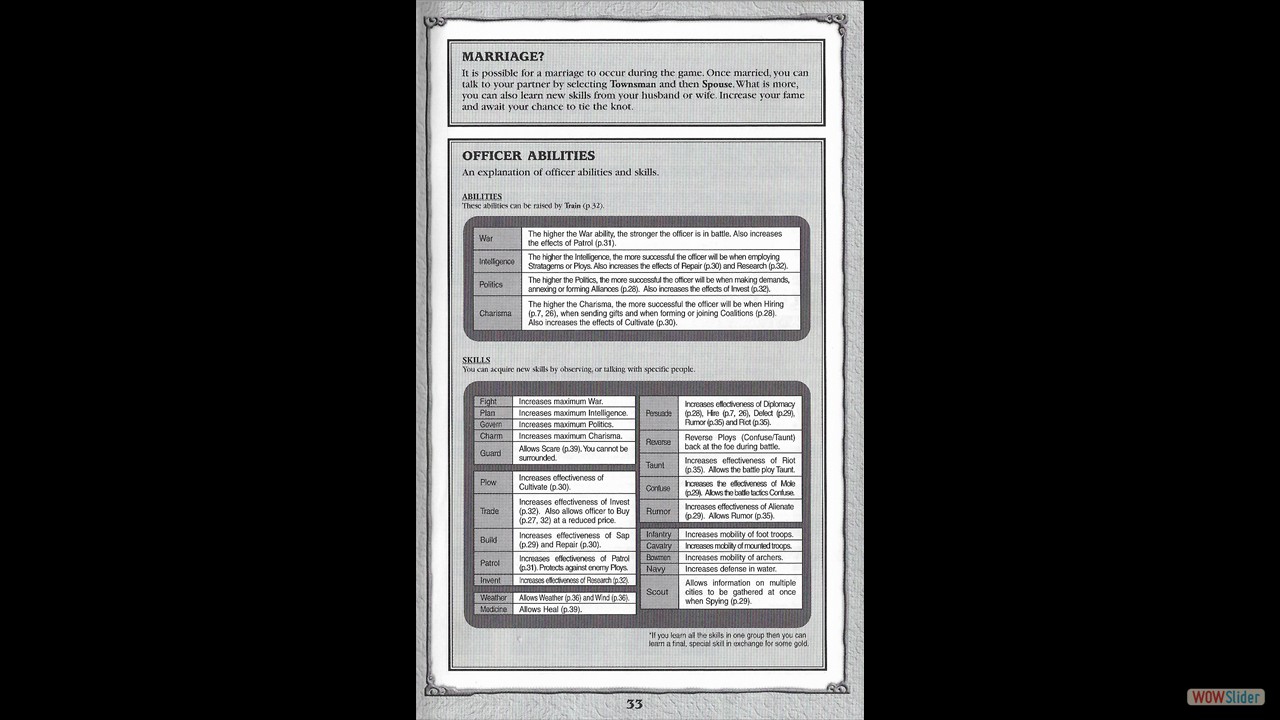 MARRIAGE?
It is possible for a marriage to occur during the game. Once married, you can
talk to your partner by selecting Townsman and then Spouse. What is more,
you can also learn new skills from your husband or wife. Increase your fame
and await your chance to tie the knot.
OFFICER ABILITIES
An explanation of officer abilities and skills.
ABILITIES
These abilities can be raised by Train (p.32).
War
The higher the War ability, the stronger the officer is in battle. Also increases
the effects of Patrol (p.31).
Intelligence
The higher the Intelligence, the more successful the officer will be when employing
Stratagems or Ploys. Also increases the effects of Repair (p.30) and Research (p.32).
Politics
The higher the Politics, the more successful the officer will be when making demands,
annexing or forming Alliances (p.28). Also increases the effects of Invest (p.32).
Charisma
The higher the Charisma, the more successful the officer will be when Hiring
(p.7, 26), when sending gifts and when forming or joining Coalitions (p.28).
Also increases the effects of Cultivate (p.30).
SKILLS
You can acquire new skills by observing, or talking with specific people.
Fight Increases maximum War.
Plan Increases maximum Intelligence.
Govern Increases maximum Politics.
Charm Increases maximum Charisma.
Guard
Allows Scare (p.39). You cannot be
surrounded.
Plow
Increases effectiveness of
Cultivate (p.30).
Trade
Increases effectiveness of Invest
(p.32). Also allows officer to Buy
(p.27, 32) at a reduced price.
Build
Increases effectiveness of Sap
(p.29) and Repair (p.30).
Patrol
Increases effectiveness of Patrol
(p.31). Protects against enemy Ploys.
Invent Increases effectiveness of Research (p.32).
Weather Allows Weather (p.36) and Wind (p.36).
Medicine Allows Heal (p.39).
Persuade
Increases effectiveness of Diplomacy
(p.28), Hire (p.7, 26), Defect (p.29),
Rumor (p.35) and Riot (p.35).
Reverse
Reverse Ploys (Confuse/Taunt)
back at the foe during battle.
Taunt
Increases effectiveness of Riot
(p.35). Allows the battle ploy Taunt.
Confuse
Increases the effectiveness of Mole
(p.29). Allows the battle tactics Confuse.
Rumor
Increases effectiveness of Alienate
(p.29). Allows Rumor (p.35).
Infantry Increases mobility of foot troops.
Cavalry Increases mobility of mounted troops.
Bowmen Increases mobility of archers.
Navy Increases defense in water.
Scout
Allows information on multiple
cities to be gathered at once
when Spying (p.29).
*If you learn all the skills in one group then you can
learn a final, special skill in exchange for some gold.
33
WOWSlider